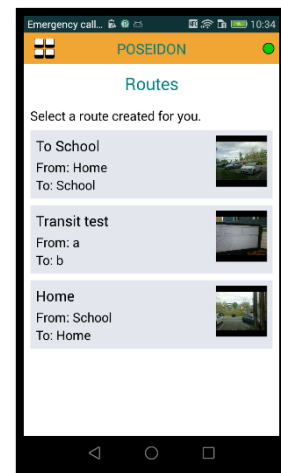 Emergency call... 10:34
POSEIDON
Routes
Select a route created for you.
To School
From: Home
To: School
Transit test
From: a
To: b
Home
From: School
To: Home